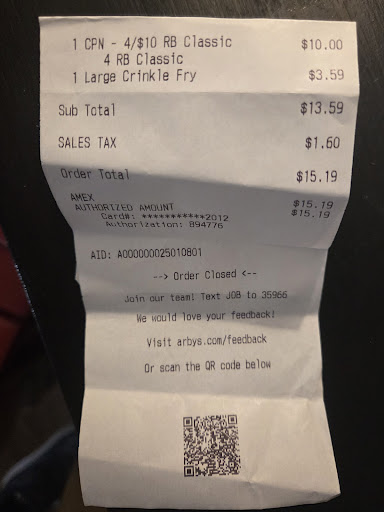 1 CPN - 4/$10 RB Classic $10.00
4 RB Classic
1 Large Crinkle Fry $3.59
Sub Total $13.59
SALES TAX $1.60
Order Total $15.19
AMEX $15.19
AUTHORIZED AMOUNT $15.19
Card#: ***********2012
Authorization: 894776
AID: A000000025010801
--> Order Closed <--
Join our team! Text JOB to 35966
We would love your feedback!
Visit arbys.com/feedback
Or scan the QR code below